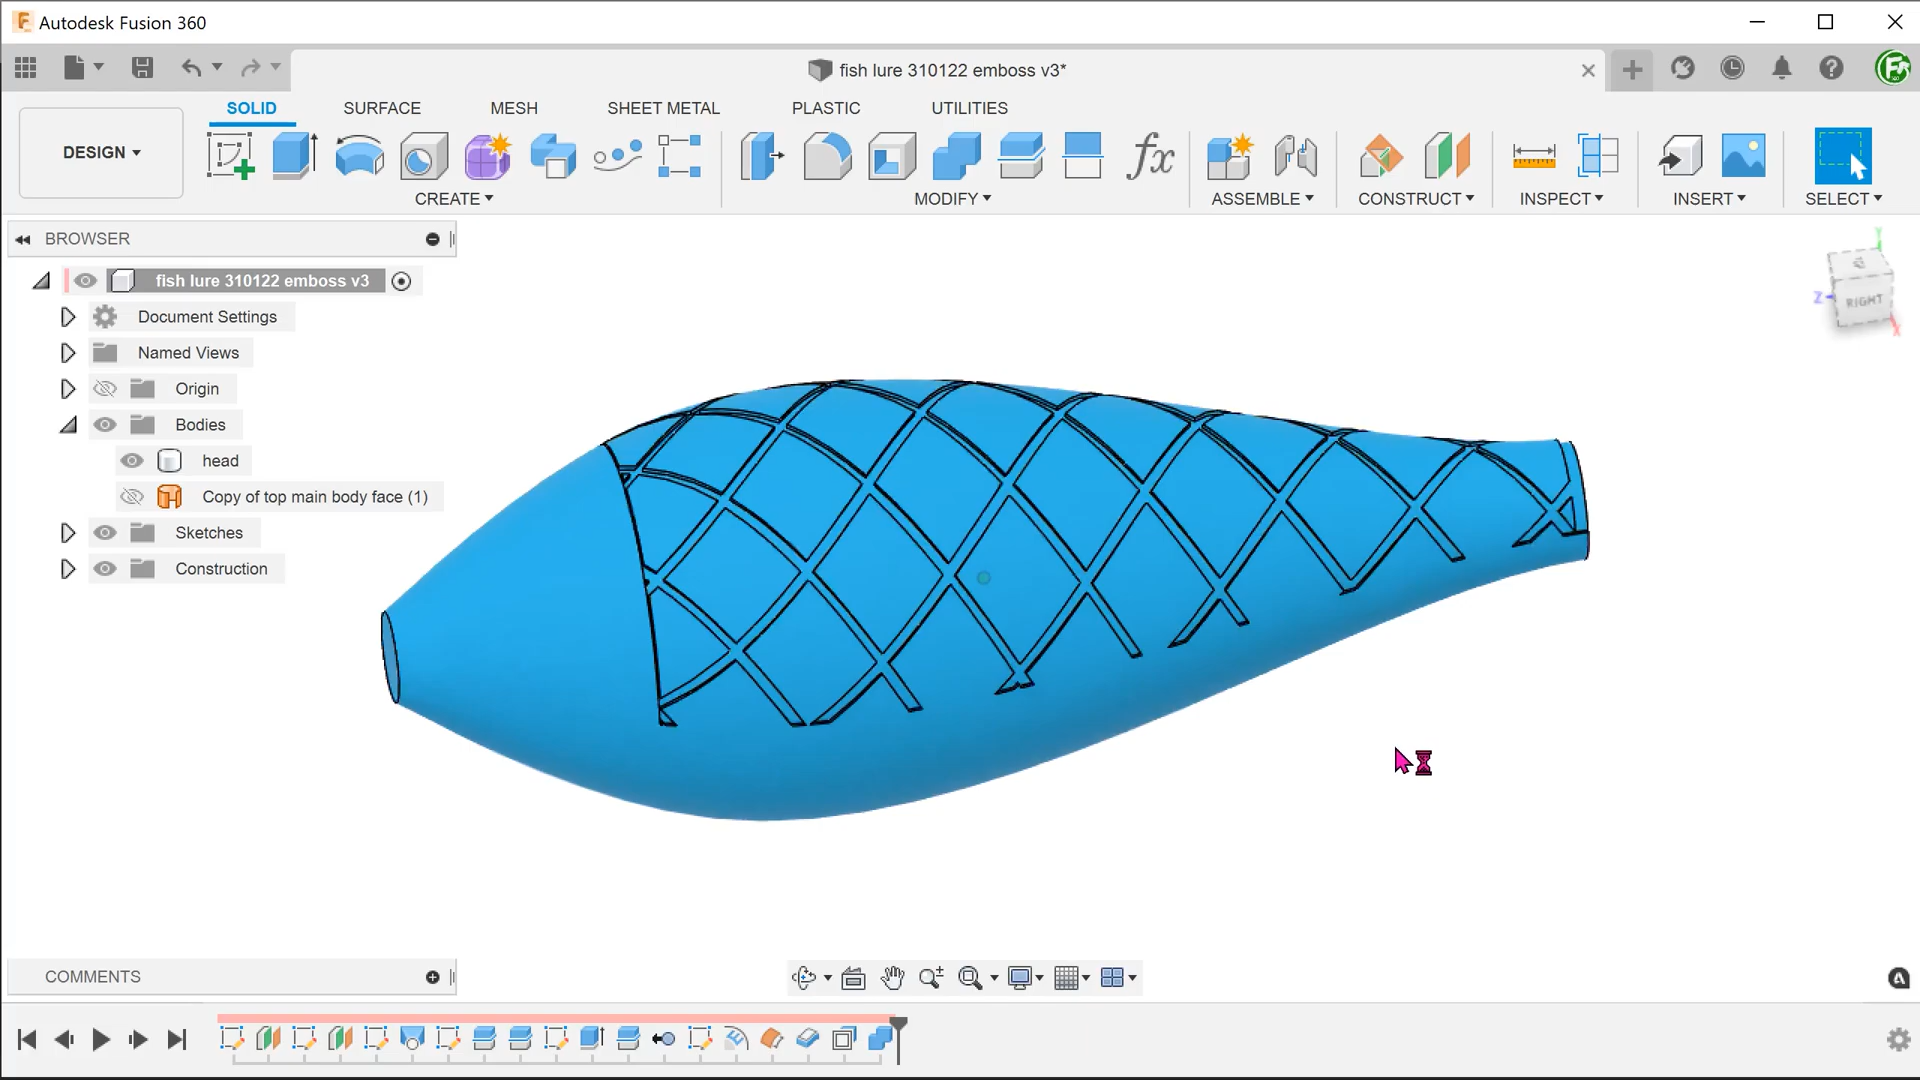 Autodesk Fusion 360
fish lure 310122 emboss v3*
SOLID SURFACE MESH SHEET METAL PLASTIC UTILITIES
DESIGN
fx
CREATE MODIFY ASSEMBLE CONSTRUCT INSPECT INSERT SELECT
BROWSER
fish lure 310122 emboss v3
Document Settings
Named Views
Origin
Bodies
head
Copy of top main body face (1)
Sketches
Construction
Y
Z
RIGHT
X
COMMENTS